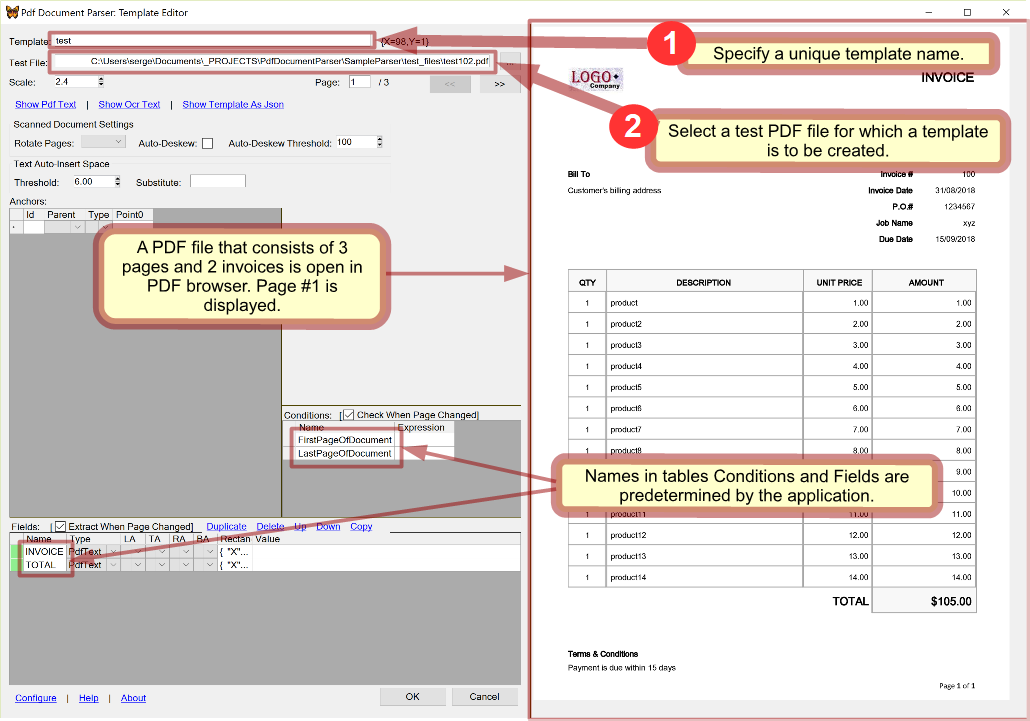 Pdf Document Parser: Template Editor
Template: test {X=98,Y=1}
Test File: C:\Users\serge\Documents\_PROJECTS\PdfDocumentParser\SampleParser\test_files\test102.pdf ...
Scale: 2.4 Page: 1 / 3 << >>
Show Pdf Text | Show Ocr Text | Show Template As Json
Scanned Document Settings
Rotate Pages: Auto-Deskew: Auto-Deskew Threshold: 100
Text Auto-Insert Space
Threshold: 6.00 Substitute:
Anchors:
Id Parent Type Point0
A PDF file that consists of 3
pages and 2 invoices is open in
PDF browser. Page #1 is
displayed.
Conditions: [ Check When Page Changed]
Name Expression
FirstPageOfDocument
LastPageOfDocument
Fields: [ Extract When Page Changed] Duplicate Delete Up Down Copy
Name Type LA TA RA BA Rectan Value
INVOICE PdfText { "X"...
TOTAL PdfText { "X"...
Configure | Help | About
OK Cancel
1
Specify a unique template name.
LOGO
Company
INVOICE
2
Select a test PDF file for which a template
is to be created.
Bill To Invoice # 100
Customer's billing address Invoice Date 31/08/2018
P.O.# 1234567
Job Name xyz
Due Date 15/09/2018
QTY DESCRIPTION UNIT PRICE AMOUNT
1 product 1.00 1.00
1 product2 2.00 2.00
1 product3 3.00 3.00
1 product4 4.00 4.00
1 product5 5.00 5.00
1 product6 6.00 6.00
1 product7 7.00 7.00
1 product8 8.00 8.00
9.00
10.00
Names in tables Conditions and Fields are
predetermined by the application.
1 product11 11.00 11.00
1 product12 12.00 12.00
1 product13 13.00 13.00
1 product14 14.00 14.00
TOTAL $105.00
Terms & Conditions
Payment is due within 15 days
Page 1 of 1